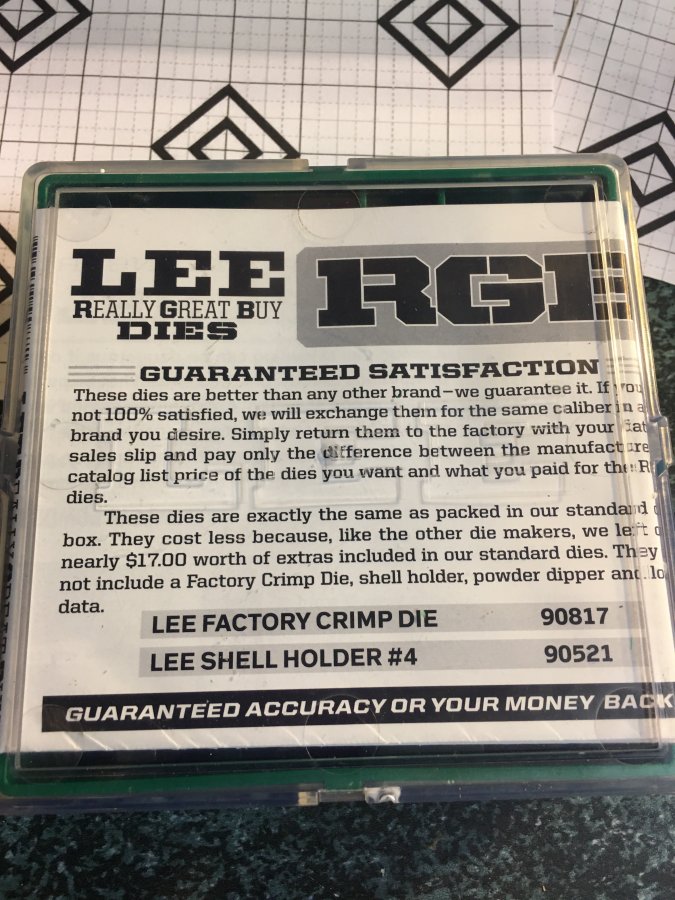 LEE
REALLY GREAT BUY
DIES
RGB
GUARANTEED SATISFACTION
These dies are better than any other brand—we guarantee it. If you
not 100% satisfied, we will exchange them for the same caliber in a
brand you desire. Simply return them to the factory with your
sales slip and pay only the difference between the manufacture
catalog list price of the dies you want and what you paid for the R
dies.
These dies are exactly the same as packed in our standard
box. They cost less because, like the other die makers, we left
nearly $17.00 worth of extras included in our standard dies. They
not include a Factory Crimp Die, shell holder, powder dipper and lo
data.
LEE FACTORY CRIMP DIE 90817
LEE SHELL HOLDER #4 90521
GUARANTEED ACCURACY OR YOUR MONEY BACK